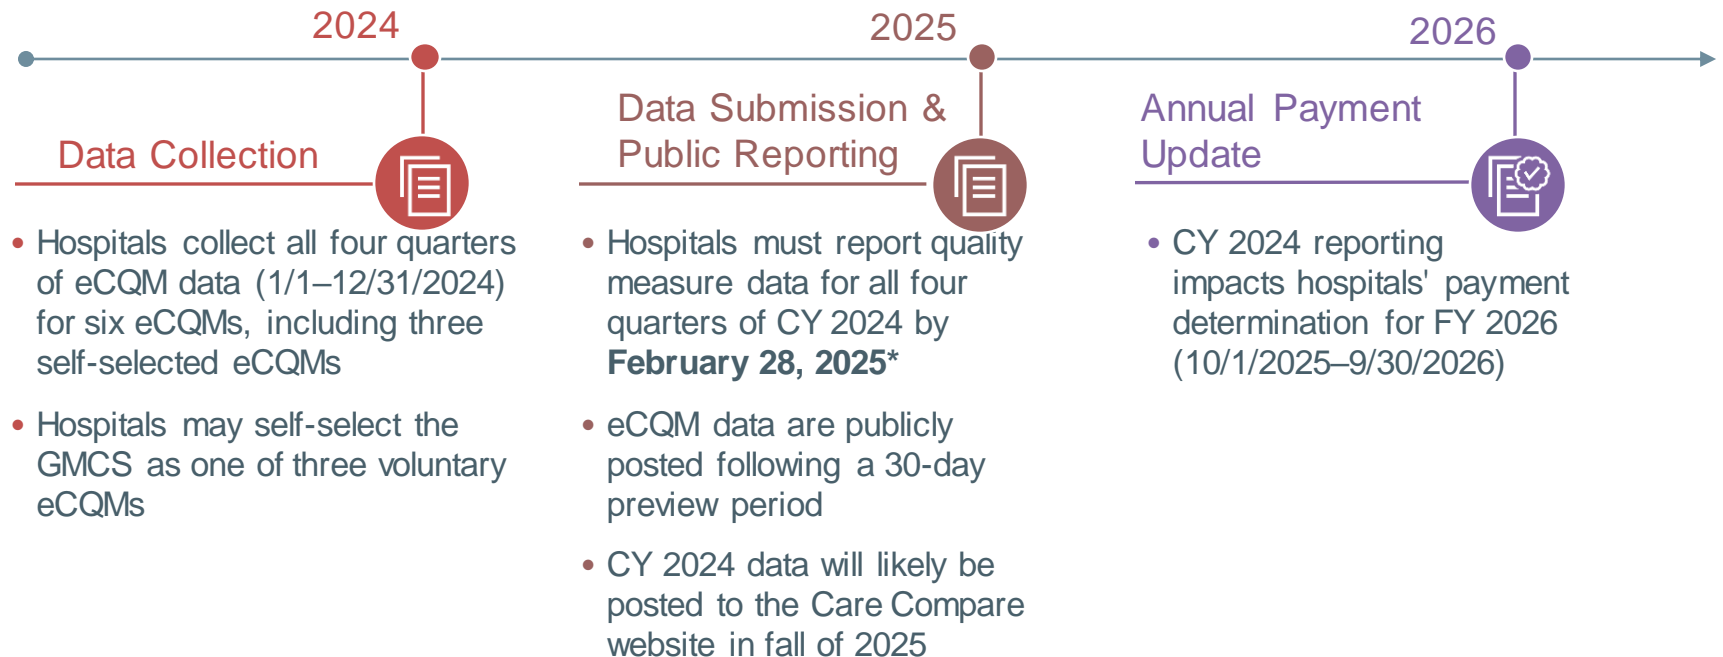 2024
2025
2026
Data Collection
• Hospitals collect all four quarters
of eCQM data (1/1–12/31/2024)
for six eCQMs, including three
self-selected eCQMs
• Hospitals may self-select the
GMCS as one of three voluntary
eCQMs
Data Submission &
Public Reporting
• Hospitals must report quality
measure data for all four
quarters of CY 2024 by
February 28, 2025*
• eCQM data are publicly
posted following a 30-day
preview period
• CY 2024 data will likely be
posted to the Care Compare
website in fall of 2025
Annual Payment
Update
• CY 2024 reporting
impacts hospitals' payment
determination for FY 2026
(10/1/2025–9/30/2026)